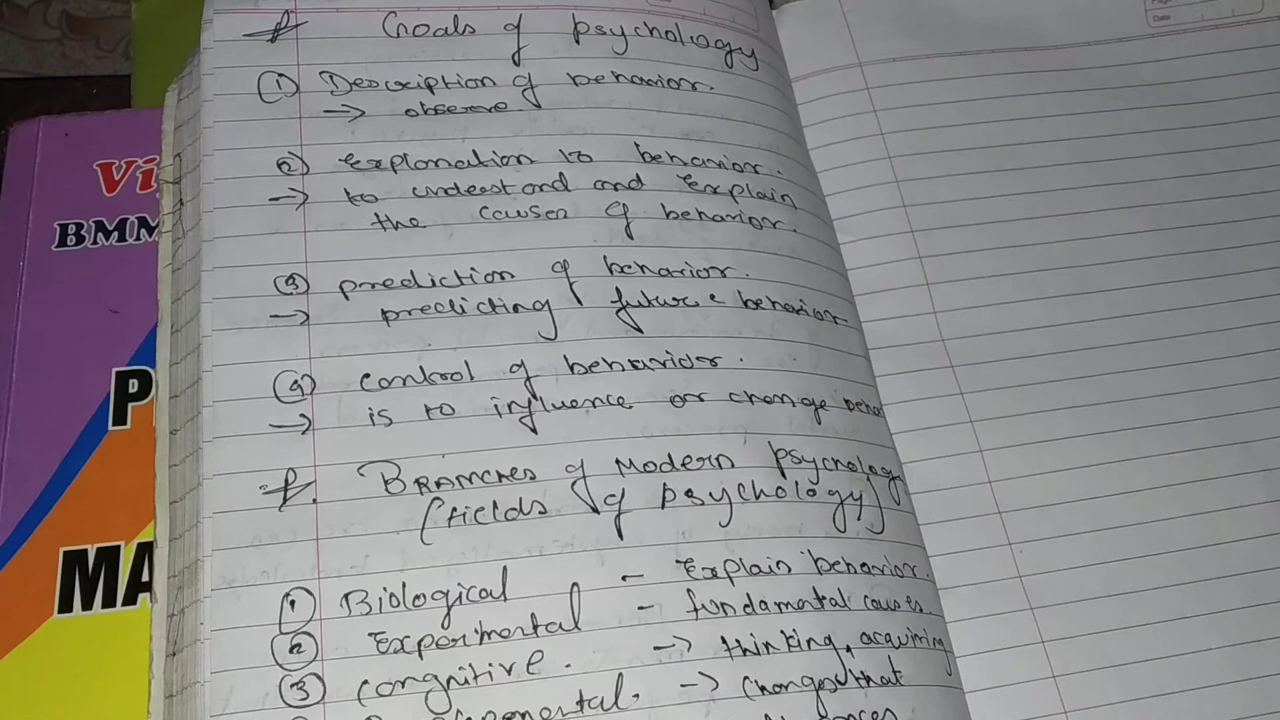 Goals of psychology
① Description of behavior.
→ observe
② Explanation to behavior.
→ to understand and Explain
the causes of behavior.
③ prediction of behavior.
→ predicting future behavior
④ control of behavior.
→ is to influence or change beha
BRANCHES of Modern psychology
(fields of psychology)
① Biological - Explain behavior.
② Experimental - fundamatal causes.
③ Congnitive. → thinking, acquiring
→ Changes that
Vi
BMM
P
MA
Date